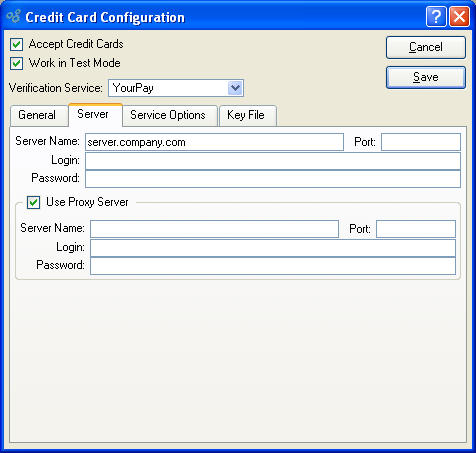 Credit Card Configuration
Accept Credit Cards
Cancel
Work in Test Mode
Save
Verification Service: YourPay
General Server Service Options Key File
Server Name: server.company.com Port:
Login:
Password:
Use Proxy Server
Server Name: Port:
Login:
Password: